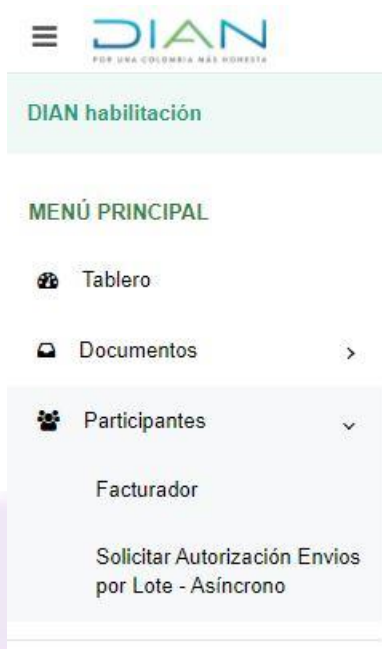 DIAN
POR UNA COLOMBIA MÁS HONESTA
DIAN habilitación
MENÚ PRINCIPAL
Tablero
Documentos
Participantes
Facturador
Solicitar Autorización Envios
por Lote - Asíncrono